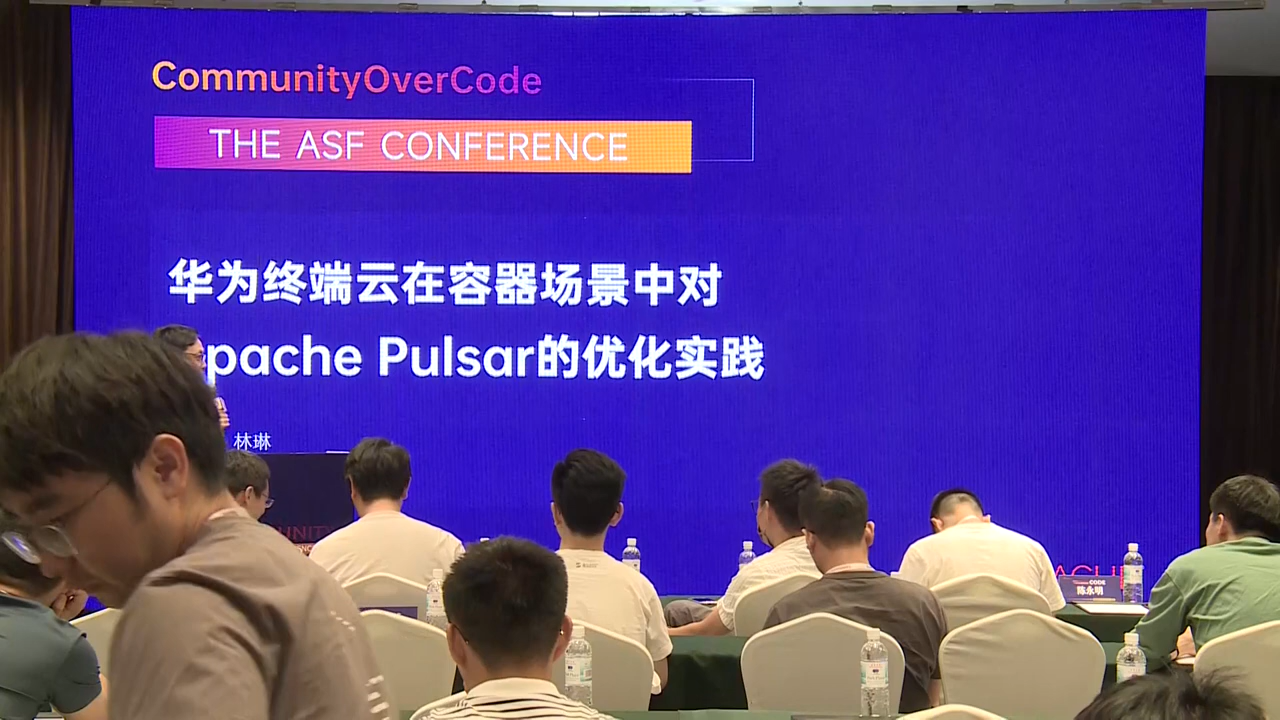 CommunityOverCode
THE ASF CONFERENCE
华为终端云在容器场景中对
pache Pulsar的优化实践
林琳
CODE
陈永明